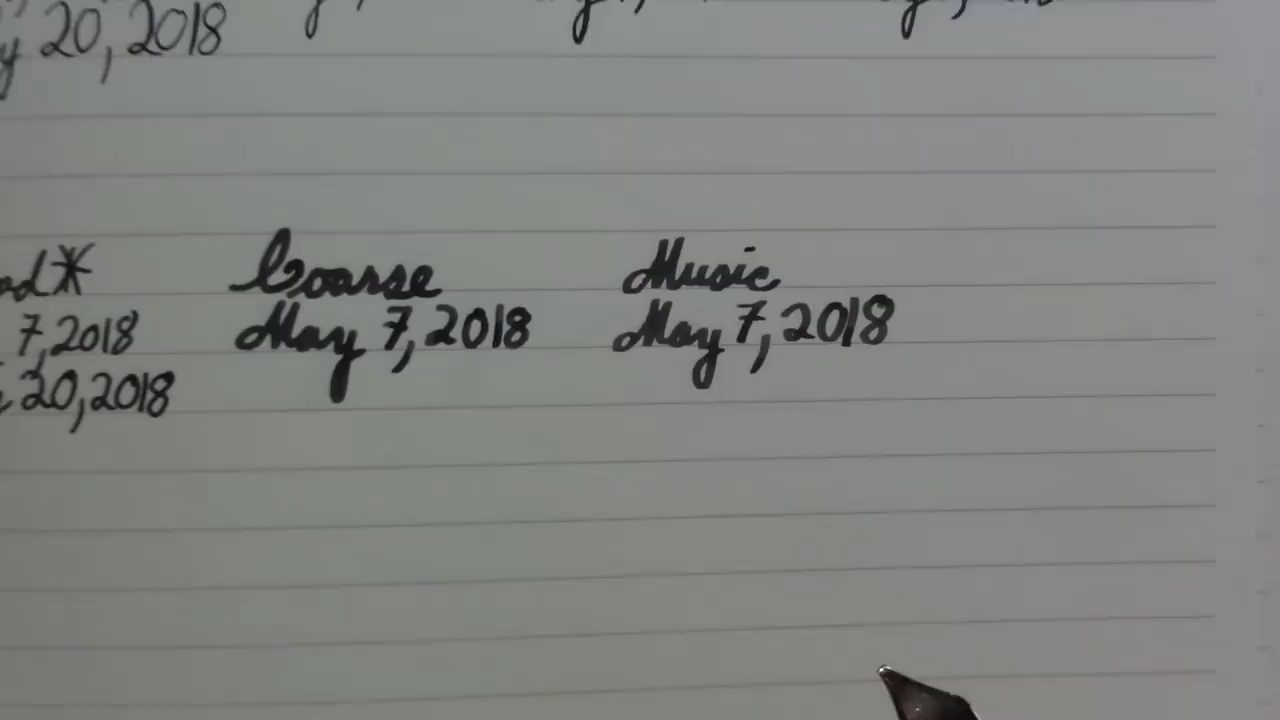 20, 2018
7, 2018
20, 2018
Coarse
May 7, 2018
Music
May 7, 2018